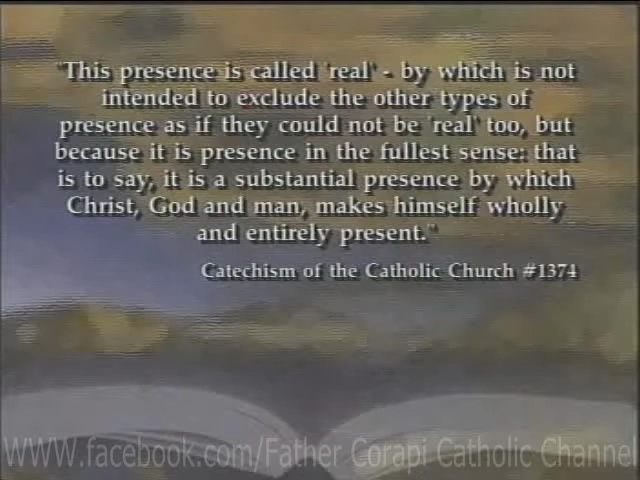 "This presence is called 'real' - by which is not
intended to exclude the other types of
presence as if they could not be 'real' too, but
because it is presence in the fullest sense: that
is to say, it is a substantial presence by which
Christ, God and man, makes himself wholly
and entirely present."
Catechism of the Catholic Church #1374
WWW.facebook.com/Father Corapi Catholic Channel